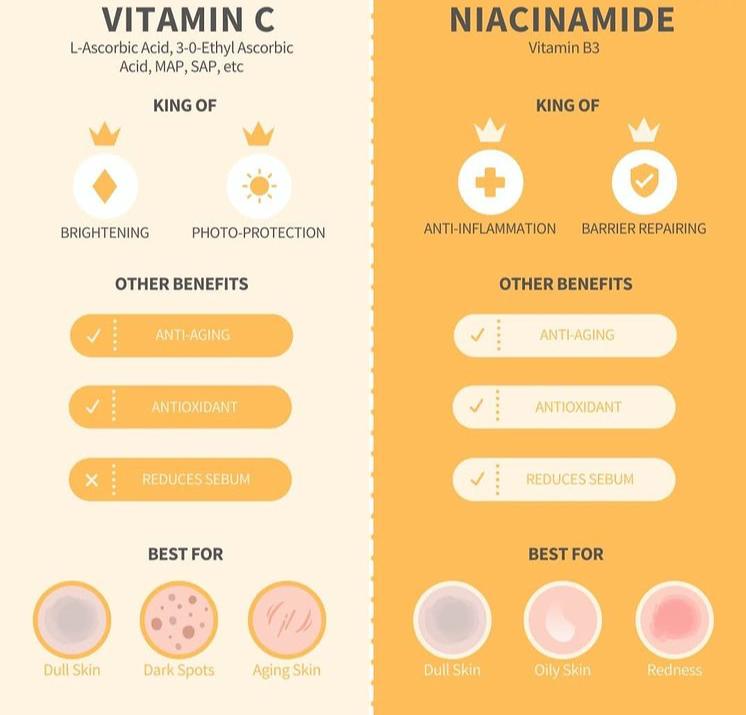 VITAMIN C
L-Ascorbic Acid, 3-0-Ethyl Ascorbic
Acid, MAP, SAP, etc
KING OF
BRIGHTENING
PHOTO-PROTECTION
OTHER BENEFITS
ANTI-AGING
ANTIOXIDANT
REDUCES SEBUM
BEST FOR
Dull Skin
Dark Spots
Aging Skin
NIACINAMIDE
Vitamin B3
KING OF
ANTI-INFLAMMATION
BARRIER REPAIRING
OTHER BENEFITS
ANTI-AGING
ANTIOXIDANT
REDUCES SEBUM
BEST FOR
Dull Skin
Oily Skin
Redness